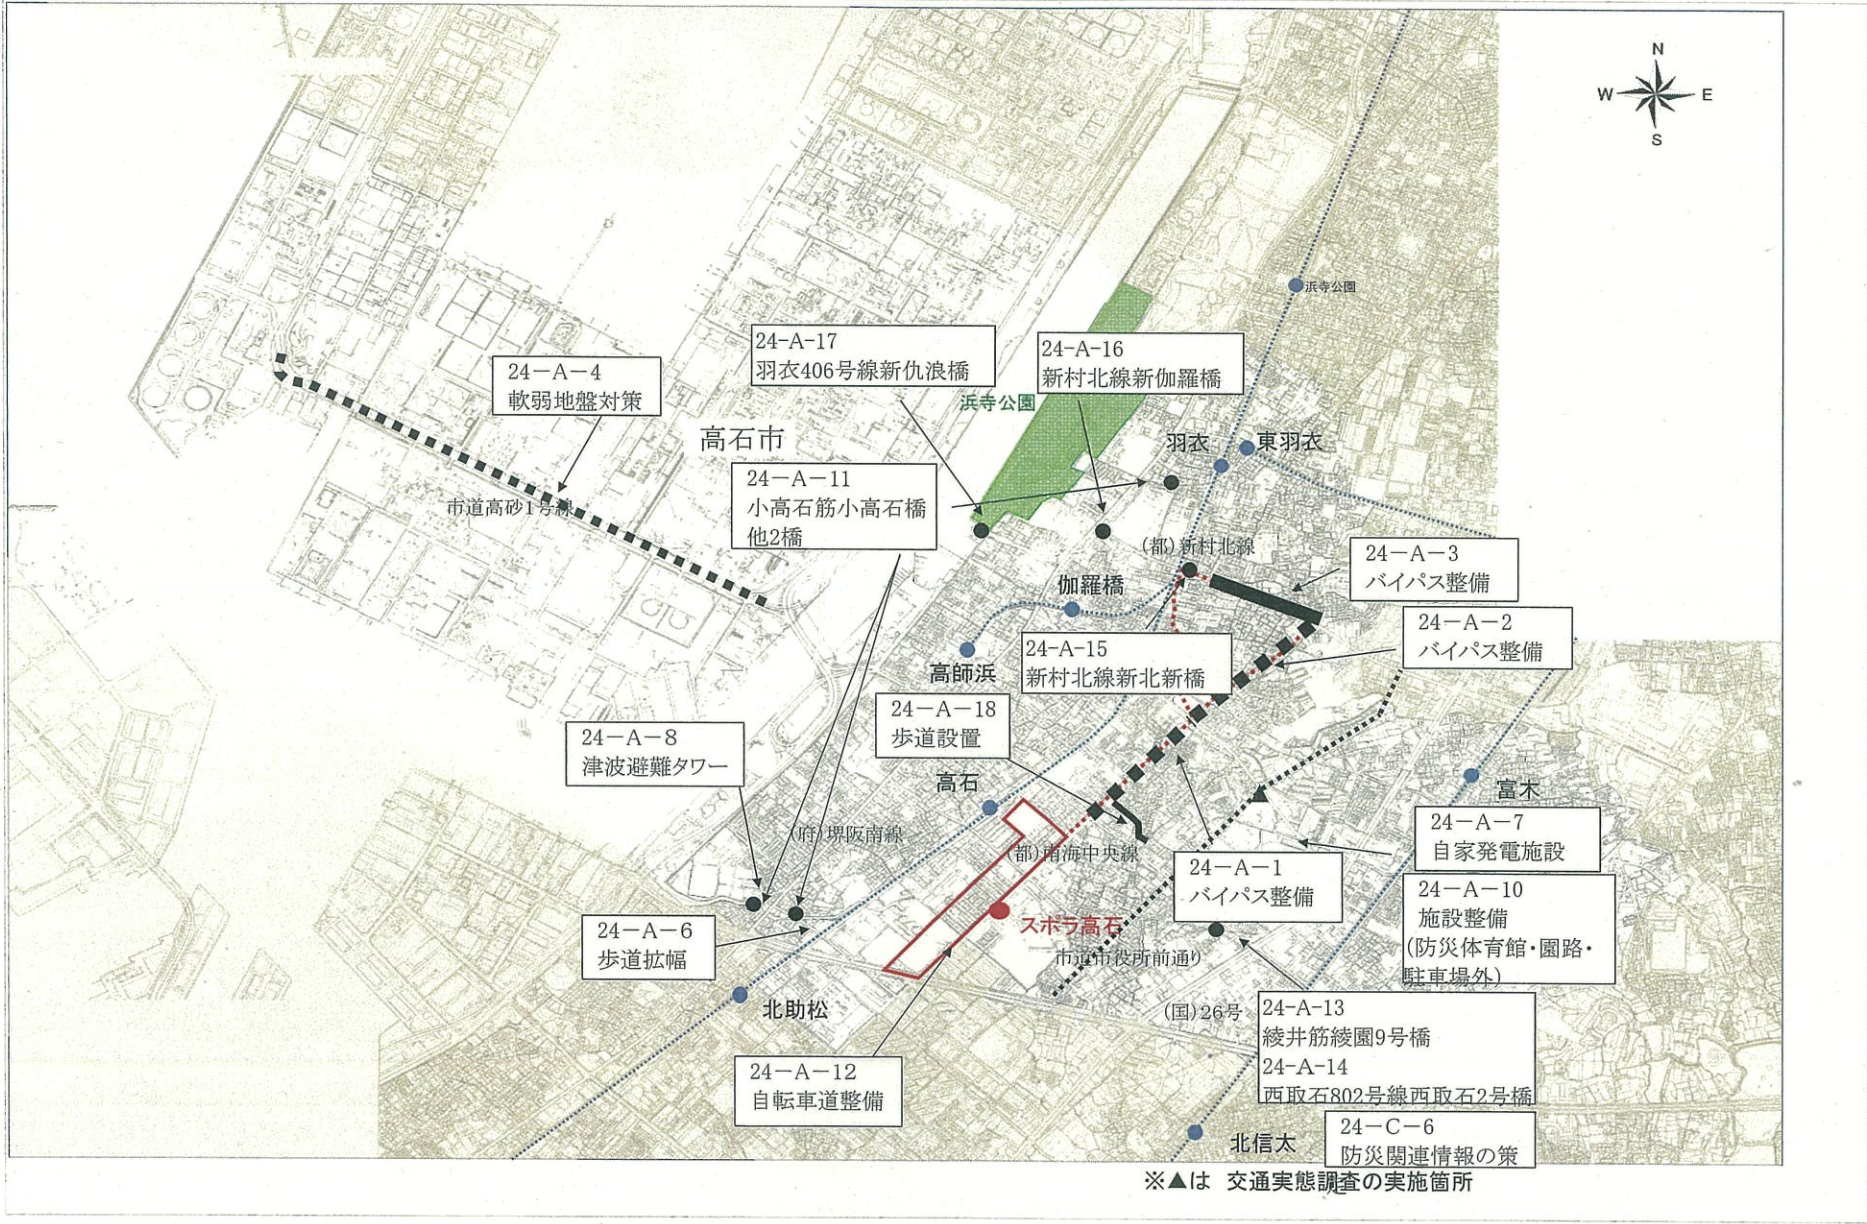 N
W E
S
浜寺公園
24-A-17
羽衣406号線新仇浪橋
24-A-16
新村北線新伽羅橋
24－A－4
軟弱地盤対策
浜寺公園
高石市
羽衣
東羽衣
24－A－11
小高石筋小高石橋
他2橋
市道高砂1号線
(都)新村北線
24－A－3
バイパス整備
伽羅橋
24－A－2
バイパス整備
24-A-15
新村北線新北新橋
高師浜
24－A－18
歩道設置
24－A－8
津波避難タワー
高石
富木
(府)堺阪南線
(都)南海中央線
24－A－7
自家発電施設
24－A－1
バイパス整備
24－A－10
施設整備
(防災体育館・園路・
駐車場外)
24－A－6
歩道拡幅
スポラ高石
市道市役所前通り
北助松
(国)26号
24-A-13
綾井筋綾園9号橋
24-A-14
西取石802号線西取石2号橋
24－A－12
自転車道整備
24－C－6
防災関連情報の策
定
北信太
※▲は 交通実態調査の実施箇所